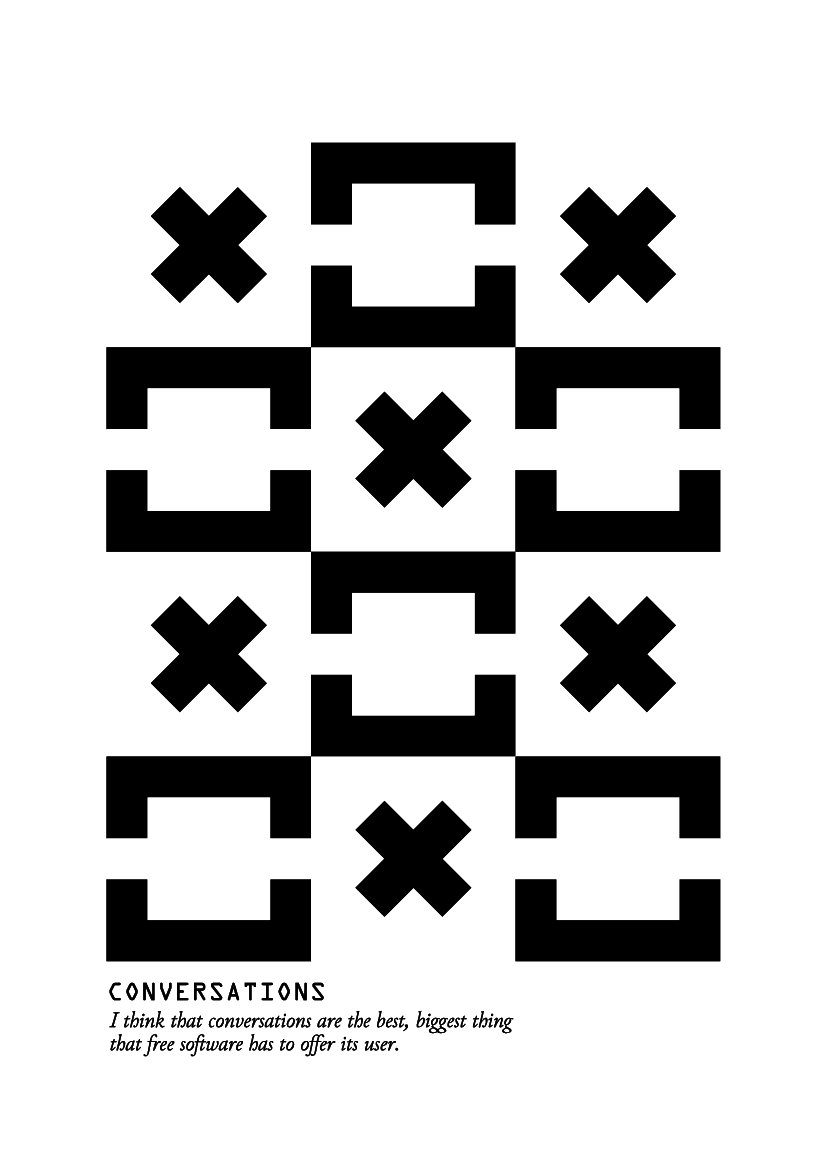 CONVERSATIONS
I think that conversations are the best, biggest thing
that free software has to offer its user.